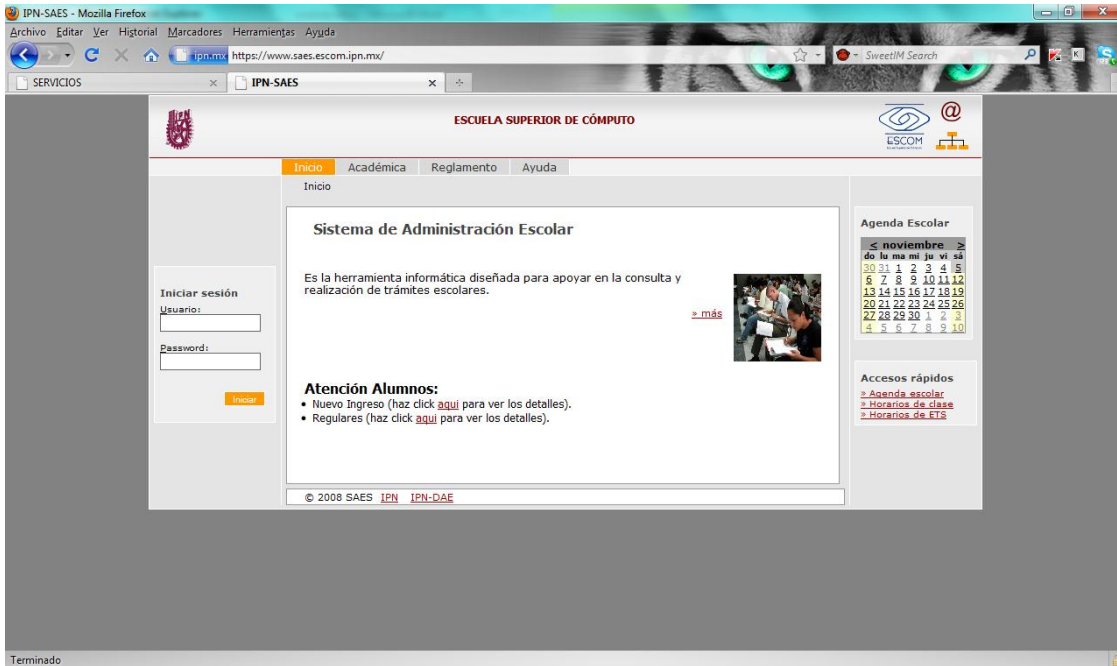 IPN-SAES - Mozilla Firefox
Archivo Editar Ver Historial Marcadores Herramientas Ayuda
ipn.mx https://www.saes.escom.ipn.mx/
SweetIM Search
SERVICIOS
IPN-SAES
ESCUELA SUPERIOR DE CÓMPUTO
@
ESCOM
Inicio Académica Reglamento Ayuda
Inicio
Iniciar sesión
Usuario:
Password:
Iniciar
Sistema de Administración Escolar
Es la herramienta informática diseñada para apoyar en la consulta y
realización de trámites escolares.
» más
Atención Alumnos:
• Nuevo Ingreso (haz click aqui para ver los detalles).
• Regulares (haz click aqui para ver los detalles).
© 2008 SAES IPN IPN-DAE
Agenda Escolar
< noviembre >
do lu ma mi ju vi sá
30 31 1 2 3 4 5
6 7 8 9 10 11 12
13 14 15 16 17 18 19
20 21 22 23 24 25 26
27 28 29 30 1 2 3
4 5 6 7 8 9 10
Accesos rápidos
» Agenda escolar
» Horarios de clase
» Horarios de ETS
Terminado